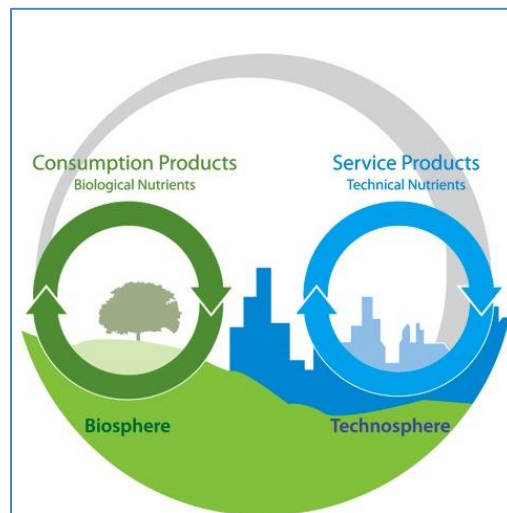 Consumption Products
Biological Nutrients
Service Products
Technical Nutrients
Biosphere
Technosphere